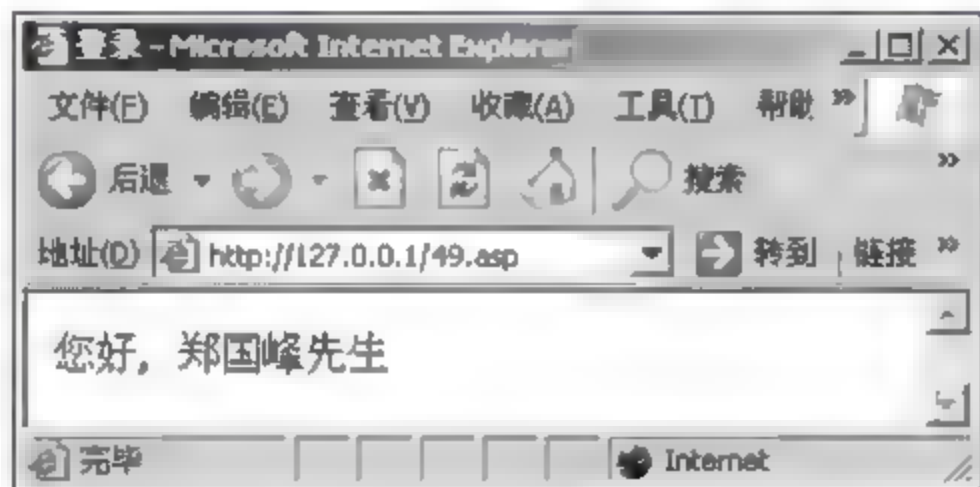 登录 - Microsoft Internet Explorer
文件(F) 编辑(E) 查看(V) 收藏(A) 工具(T) 帮助 »
后退 搜索 »
地址(D) http://127.0.0.1/49.asp 转到 链接 »
您好, 郑国峰先生
完毕 Internet